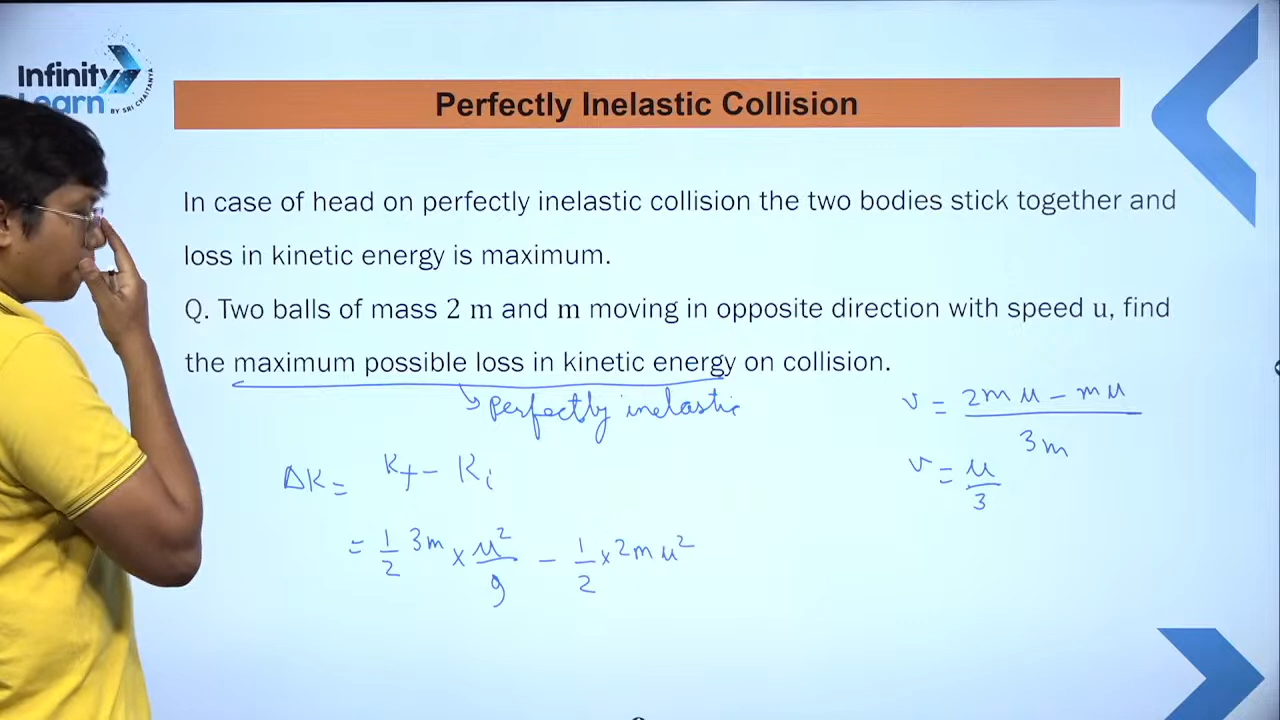 Infinity
Learn
BY SRI CHAITANYA
Perfectly Inelastic Collision
In case of head on perfectly inelastic collision the two bodies stick together and
loss in kinetic energy is maximum.
Q. Two balls of mass 2 m and m moving in opposite direction with speed u, find
the maximum possible loss in kinetic energy on collision.
↳ perfectly inelastic
v = (2mu - mu) / 3m
v = u/3
ΔK = Kf - Ki
= 1/2 3m × u²/9 - 1/2 × 2mu²